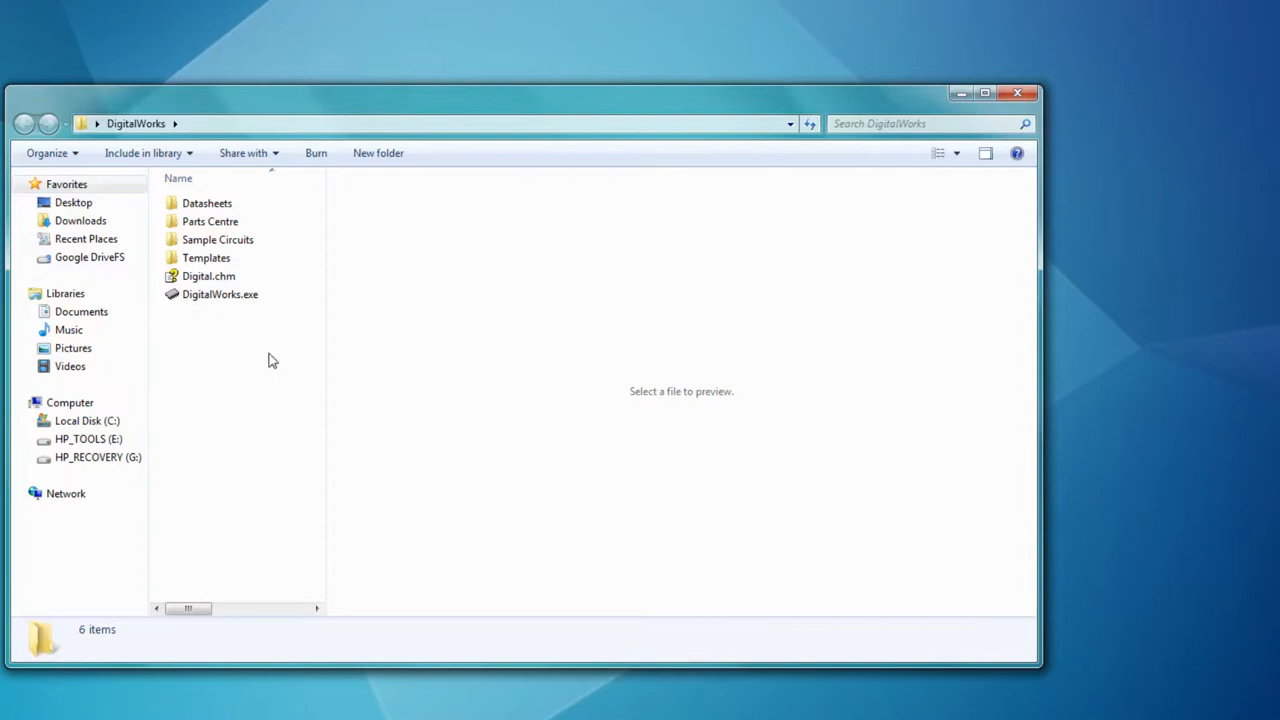 DigitalWorks
Search DigitalWorks
Organize
Include in library
Share with
Burn
New folder
Favorites
Desktop
Downloads
Recent Places
Google DriveFS
Libraries
Documents
Music
Pictures
Videos
Computer
Local Disk (C:)
HP_TOOLS (E:)
HP_RECOVERY (G:)
Network
Name
Datasheets
Parts Centre
Sample Circuits
Templates
Digital.chm
DigitalWorks.exe
Select a file to preview.
6 items